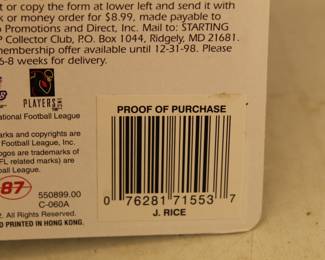 t or copy the form at lower left and send it with
k or money order for $8.99, made payable to
o Promotions and Direct, Inc. Mail to: STARTING
P Collector Club, P.O. Box 1044, Ridgely, MD 21681.
embership offer available until 12-31-98. Please
6-8 weeks for delivery.
PLAYERS
INC
ational Football League
arks and copyrights are
Football League, Inc.
ogos are trademarks of
FL related marks) are
otball League.
87
550899.00
C-060A
. All Rights Reserved.
D PRINTED IN HONG KONG.
PROOF OF PURCHASE
0 76281 71553 7
J. RICE